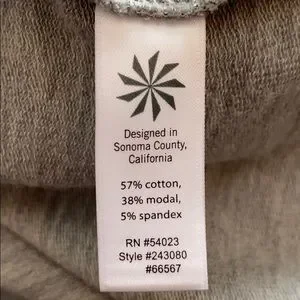 Designed in
Sonoma County,
California
57% cotton,
38% modal,
5% spandex
RN #54023
Style #243080
#66567